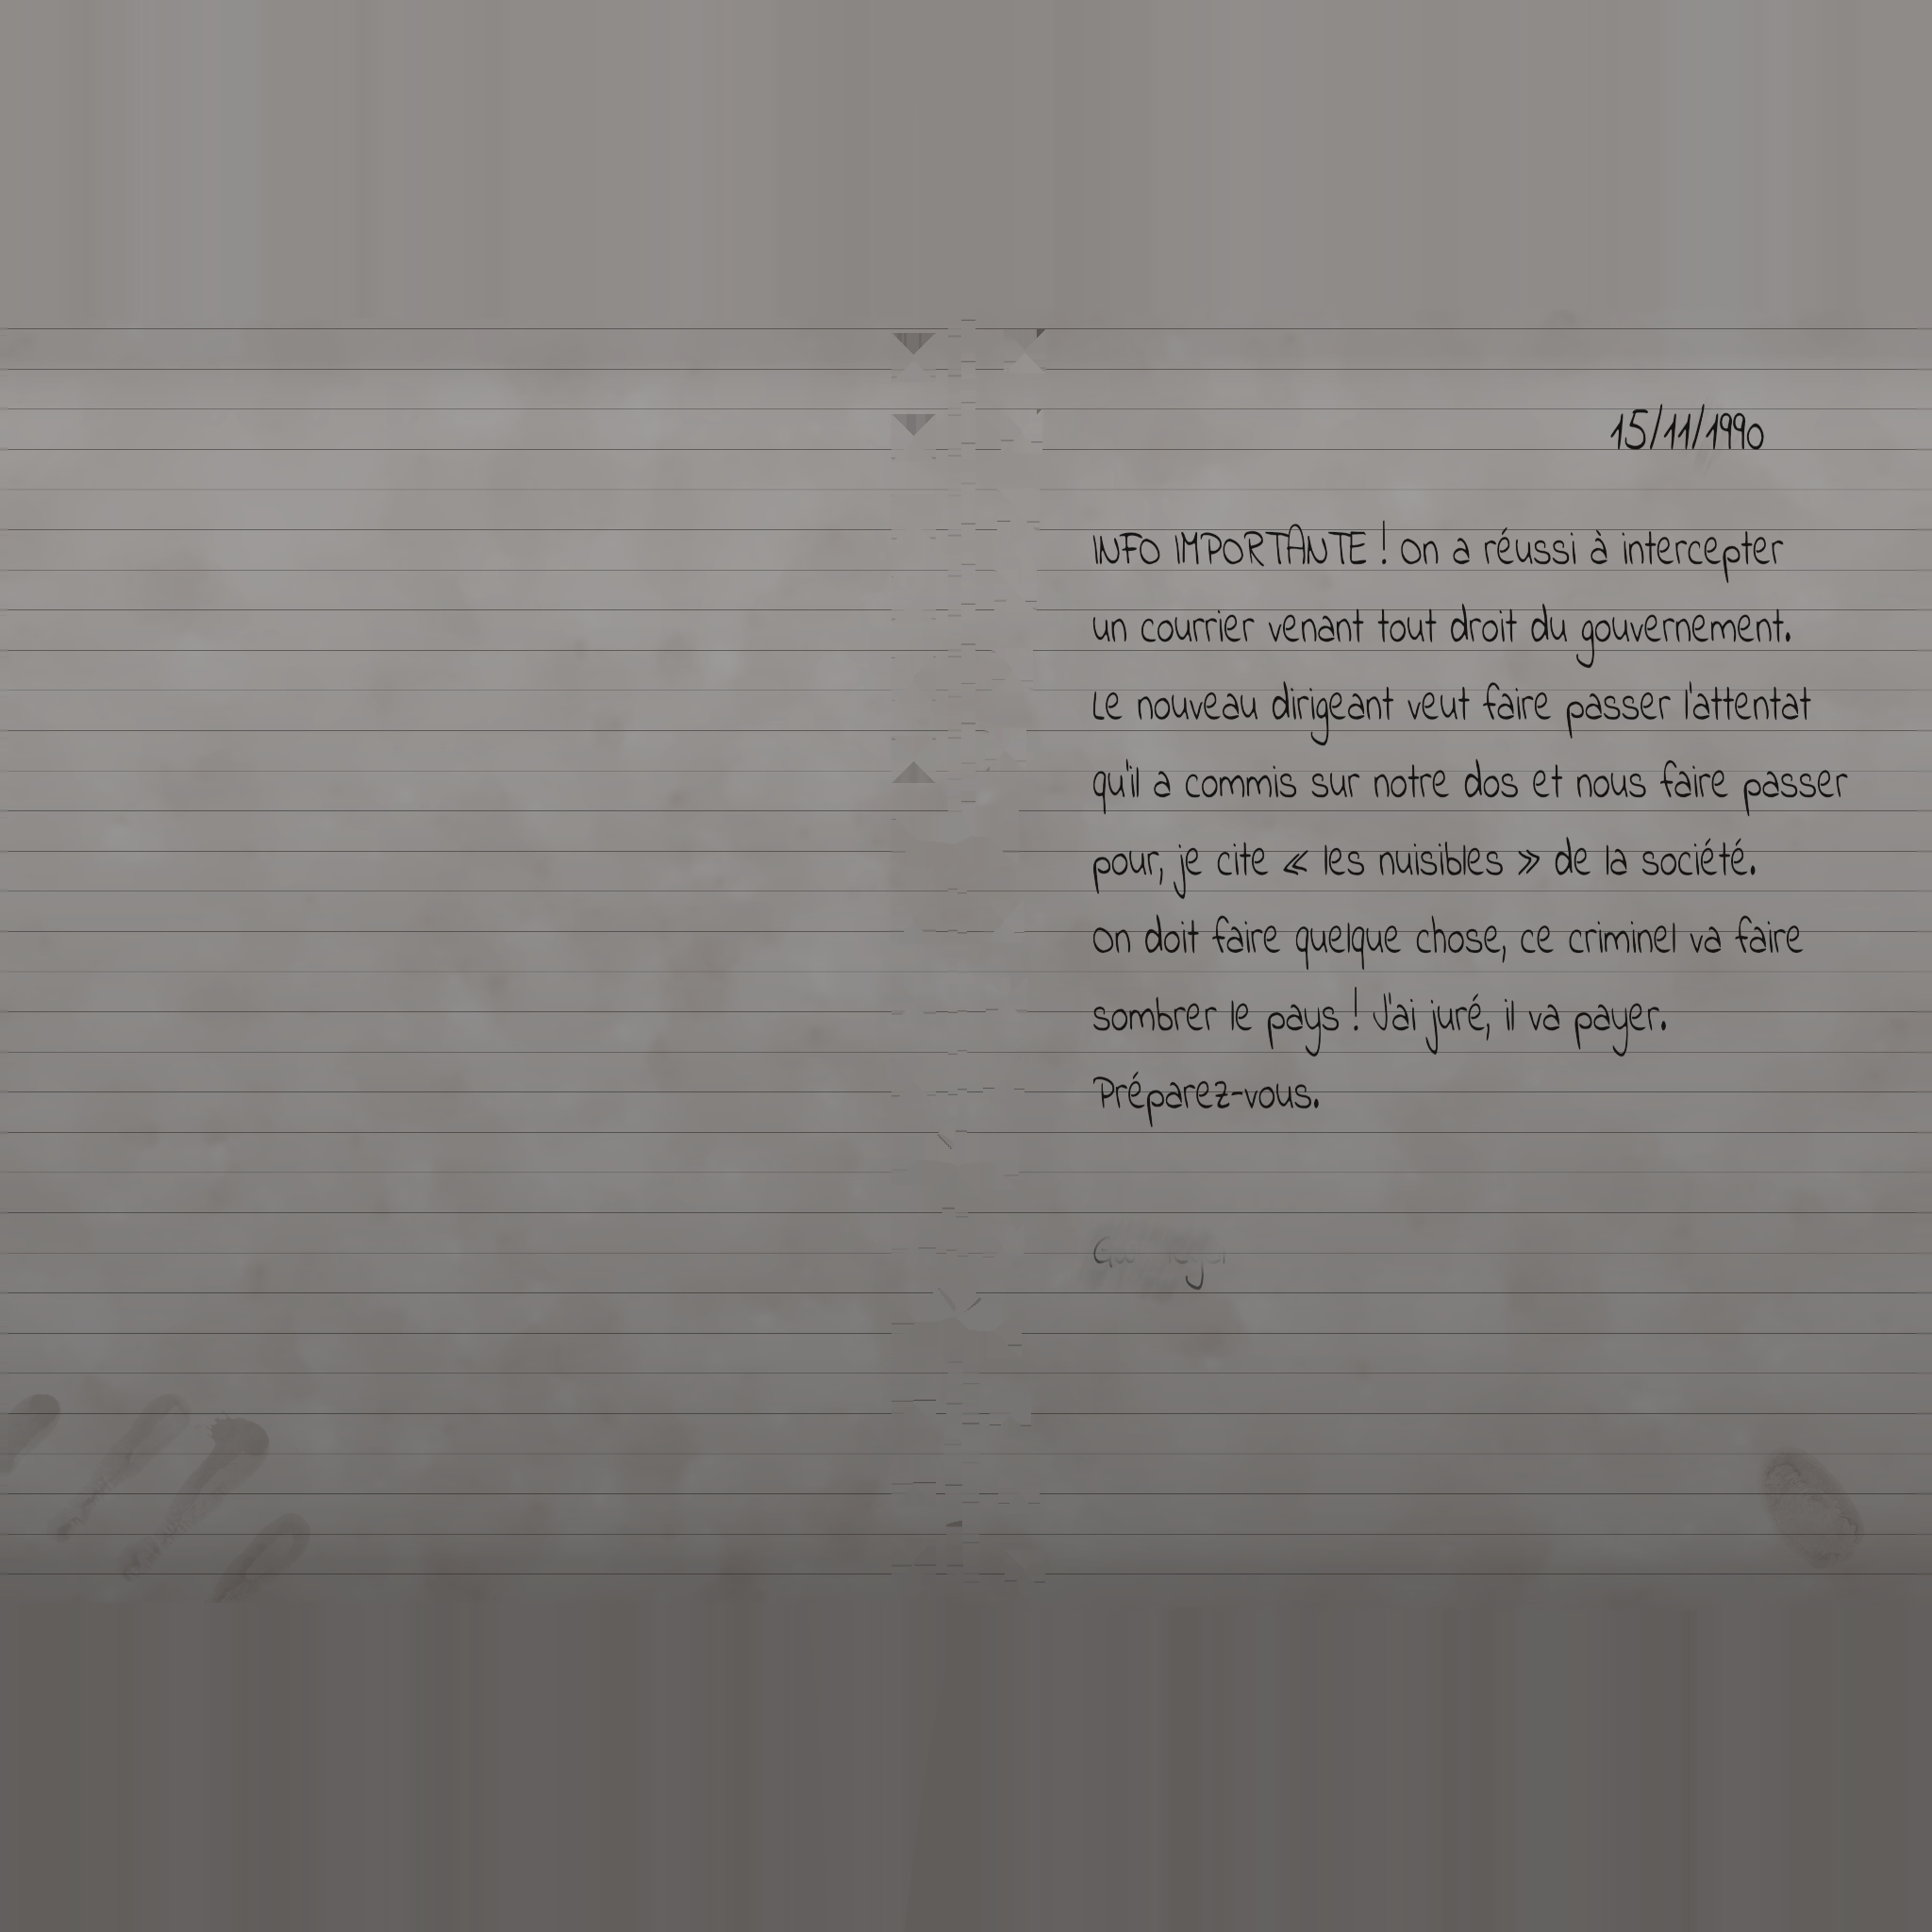 15/11/1990
INFO IMPORTANTE ! On a réussi à intercepter
un courrier venant tout droit du gouvernement.
Le nouveau dirigeant veut faire passer l'attentat
qu'il a commis sur notre dos et nous faire passer
pour, je cite « les nuisibles » de la société.
On doit faire quelque chose, ce criminel va faire
sombrer le pays ! J'ai juré, il va payer.
Préparez-vous.